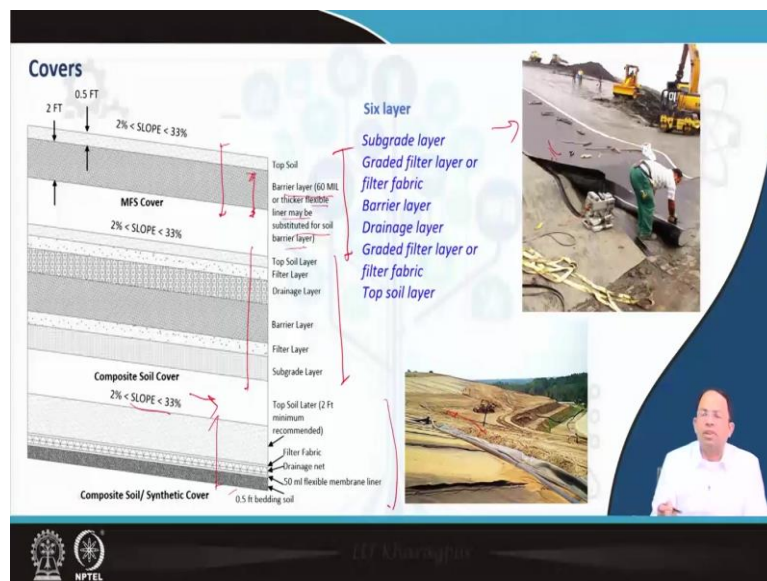 Covers
0.5 FT
2 FT
2% < SLOPE < 33%
Top Soil
Barrier layer (60 MIL
or thicker flexible
liner may be
substituted for soil
barrier layer)
MFS Cover
2% < SLOPE < 33%
Top Soil Layer
Filter Layer
Drainage Layer
Barrier Layer
Filter Layer
Subgrade Layer
Composite Soil Cover
2% < SLOPE < 33%
Top Soil Later (2 Ft
minimum
recommended)
Filter Fabric
Drainage net
50 ml flexible membrane liner
0.5 ft bedding soil
Composite Soil/ Synthetic Cover
Six layer
Subgrade layer
Graded filter layer or
filter fabric
Barrier layer
Drainage layer
Graded filter layer or
filter fabric
Top soil layer
NPTEL
IIT Kharagpur